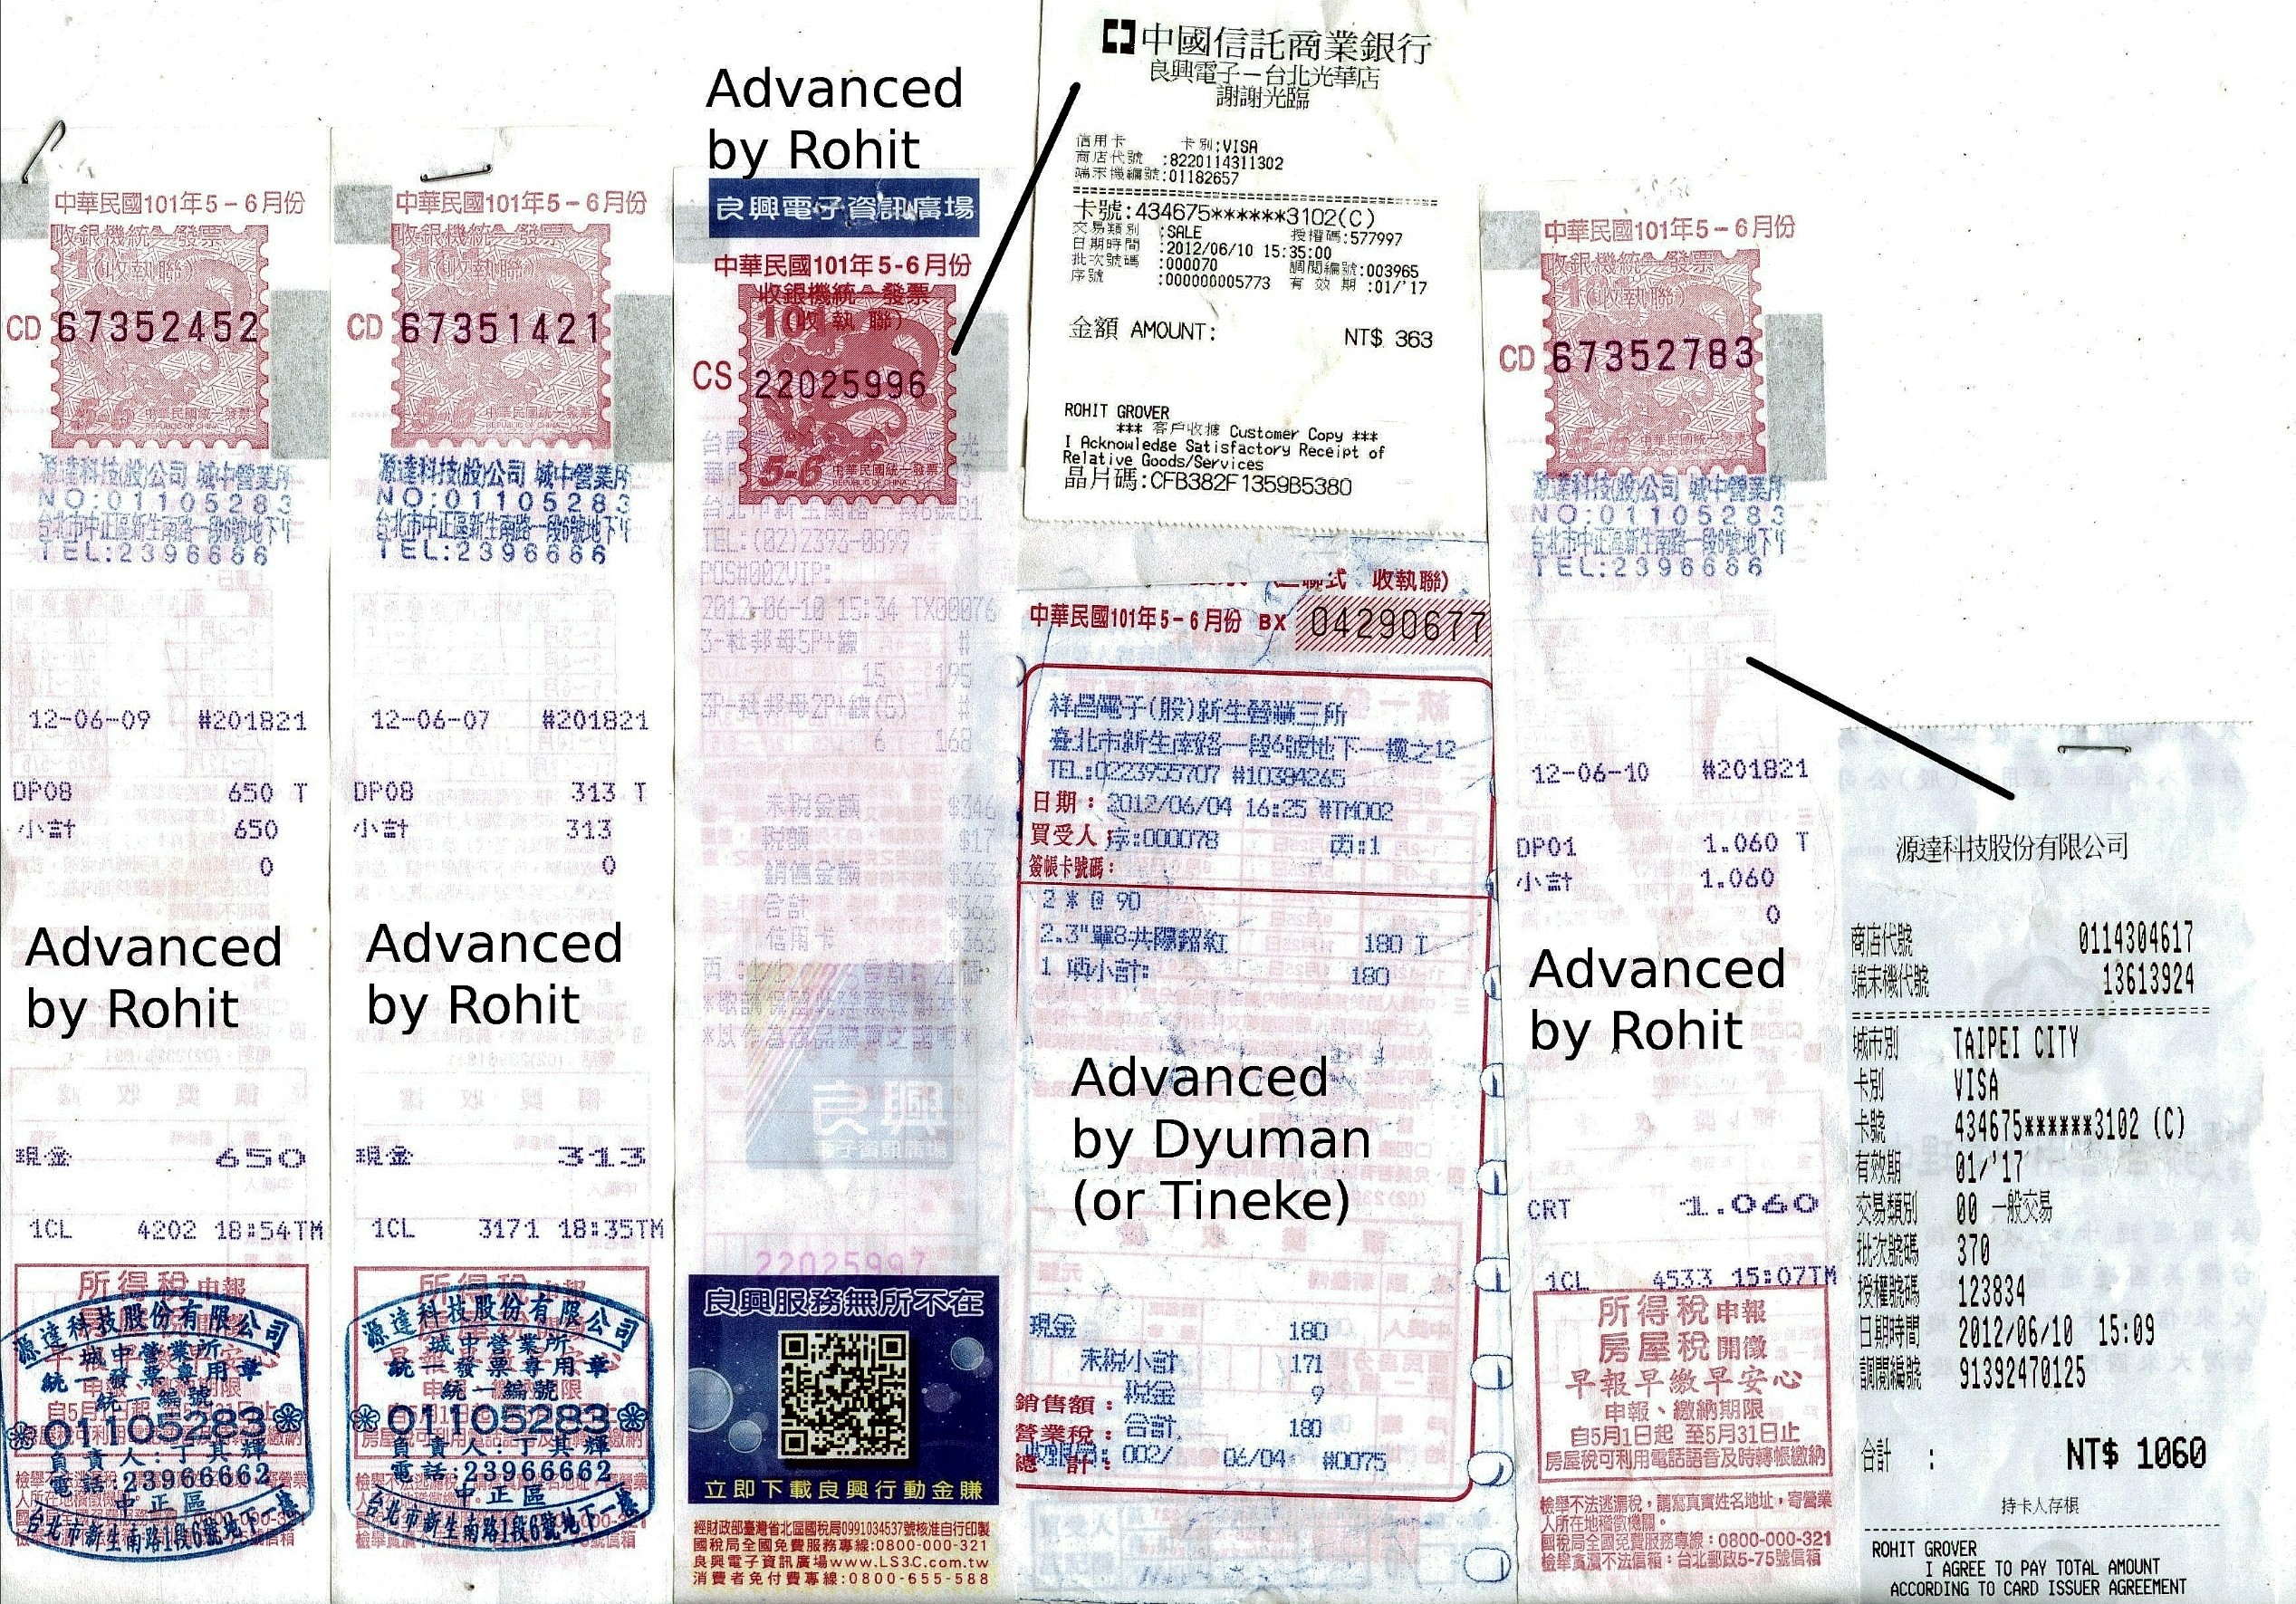 中華民國101年5-6月份
收銀機統一發票
(收執聯)
CD 67352452
源達科技(股)公司 城中營業所
NO:01105283
台北市中正區新生南路一段6號地下
TEL:2396666
12-06-09 #201821
DP08 650 T
小計 650
0
Advanced
by Rohit
現金 650
1CL 4202 18:54TM
源達科技股份有限公司
城中營業所
統一發票專用章
統一編號
01105283
負責人:丁其輝
電話:23966662
中正區
台北市新生南路1段6號地下一樓
中華民國101年5-6月份
收銀機統一發票
(收執聯)
CD 67351421
源達科技(股)公司 城中營業所
NO:01105283
台北市中正區新生南路一段6號地下
TEL:2396666
12-06-07 #201821
DP08 313 T
小計 313
0
Advanced
by Rohit
現金 313
1CL 3171 18:35TM
源達科技股份有限公司
城中營業所
統一發票專用章
統一編號
01105283
負責人:丁其輝
電話:23966662
中正區
台北市新生南路1段6號地下一樓
Advanced
by Rohit
良興電子資訊廣場
中華民國101年5-6月份
收銀機統一發票
(收執聯)
CS 22025996
5-6 中華民國統一發票
REPUBLIC OF CHINA
TEL:(02)2393-0899
POS#002VIP:
2012-06-10 15:34 TX00076
15 195
6 168
未稅金額 $346
稅額 $17
$363
合計 $363
信用卡 $363
良興
電子資訊廣場
22025997
良興服務無所不在
立即下載良興行動金賺
經財政部臺灣省北區國稅局0991034537號核准自行印製
國稅局全國免費服務專線:0800-000-321
良興電子資訊廣場www.LS3C.com.tw
消費者免付費專線:0800-655-588
中國信託商業銀行
良興電子-台北光華店
謝謝光臨
信用卡 卡別:VISA
商店代號 :8220114311302
端末機編號:01182657
卡號:434675******3102(C)
交易類別 :SALE 授權碼:577997
日期時間 :2012/06/10 15:35:00
批次號碼 :000070 調閱編號:003965
序號 :000000005773 有效期 :01/'17
金額 AMOUNT: NT$ 363
ROHIT GROVER
*** 客戶收據 Customer Copy ***
I Acknowledge Satisfactory Receipt of
Relative Goods/Services
晶片碼:CFB382F1359B5380
收執聯)
中華民國101年5-6月份 BX 04290677
祥昌電子(股)新生營業三所
臺北市新生南路一段6號地下一樓之12
TEL:0223955707 #10384265
日期: 2012/06/04 16:25 #TM002
買受人:序:000078 頁:1
簽帳卡號碼:
2 * @ 90
180 T
1 項小計: 180
Advanced
by Dyuman
(or Tineke)
現金 180
未稅小計 171
稅金 9
銷售額: 合計 180
營業稅:
總計: 002/ 06/04 #0075
中華民國101年5-6月份
收銀機統一發票
(收執聯)
CD 67352783
源達科技(股)公司 城中營業所
NO:01105283
台北市中正區新生南路一段6號地下
TEL:2396666
12-06-10 #201821
DP01 1.060 T
小計 1.060
0
Advanced
by Rohit
CRT 1.060
1CL 4533 15:07TM
所得稅申報
房屋稅開徵
早報早繳早安心
申報、繳納期限
自5月1日起 至5月31日止
房屋稅可利用電話語音及時轉帳繳納
檢舉不法逃漏稅,請寫真實姓名地址,寄營業
人所在地稽徵機關。
國稅局全國免費服務專線:0800-000-321
檢舉貪瀆不法信箱:台北郵政5-75號信箱
源達科技股份有限公司
商店代號 0114304617
端末機代號 13613924
城市別 TAIPEI CITY
卡別 VISA
卡號 434675******3102 (C)
有效期 01/'17
交易類別 00 一般交易
批次號碼 370
授權號碼 123834
日期時間 2012/06/10 15:09
調閱編號 91392470125
合計 : NT$ 1060
持卡人存根
ROHIT GROVER
I AGREE TO PAY TOTAL AMOUNT
ACCORDING TO CARD ISSUER AGREEMENT